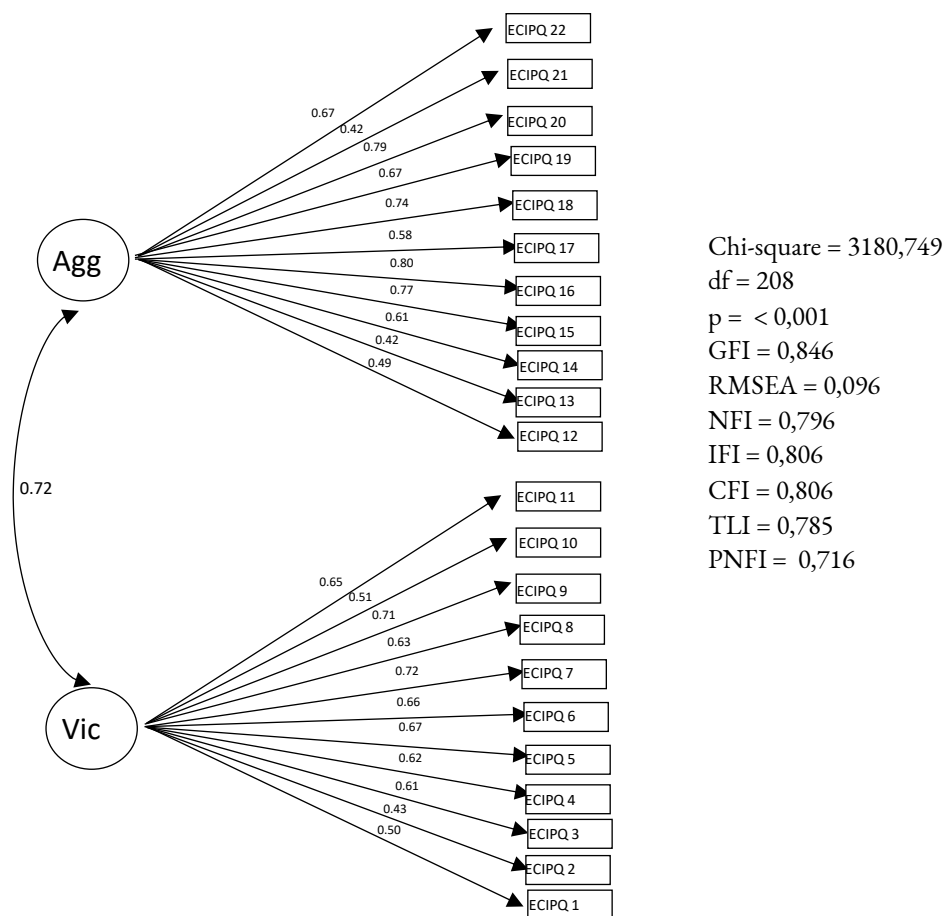 ECIPQ 22
ECIPQ 21
ECIPQ 20
ECIPQ 19
ECIPQ 18
ECIPQ 17
ECIPQ 16
ECIPQ 15
ECIPQ 14
ECIPQ 13
ECIPQ 12
0.67
0.42
0.79
0.67
0.74
0.58
0.80
0.77
0.61
0.42
0.49
Agg
0.72
Vic
ECIPQ 11
ECIPQ 10
ECIPQ 9
ECIPQ 8
ECIPQ 7
ECIPQ 6
ECIPQ 5
ECIPQ 4
ECIPQ 3
ECIPQ 2
ECIPQ 1
0.65
0.51
0.71
0.63
0.72
0.66
0.67
0.62
0.61
0.43
0.50
Chi-square = 3180,749
df = 208
p = < 0,001
GFI = 0,846
RMSEA = 0,096
NFI = 0,796
IFI = 0,806
CFI = 0,806
TLI = 0,785
PNFI = 0,716